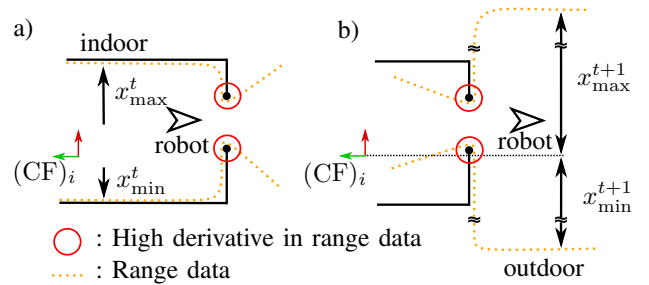 a)
indoor
x^t_max
robot
(CF)_i
x^t_min
b)
x^{t+1}_max
robot
(CF)_i
x^{t+1}_min
outdoor
: High derivative in range data
: Range data